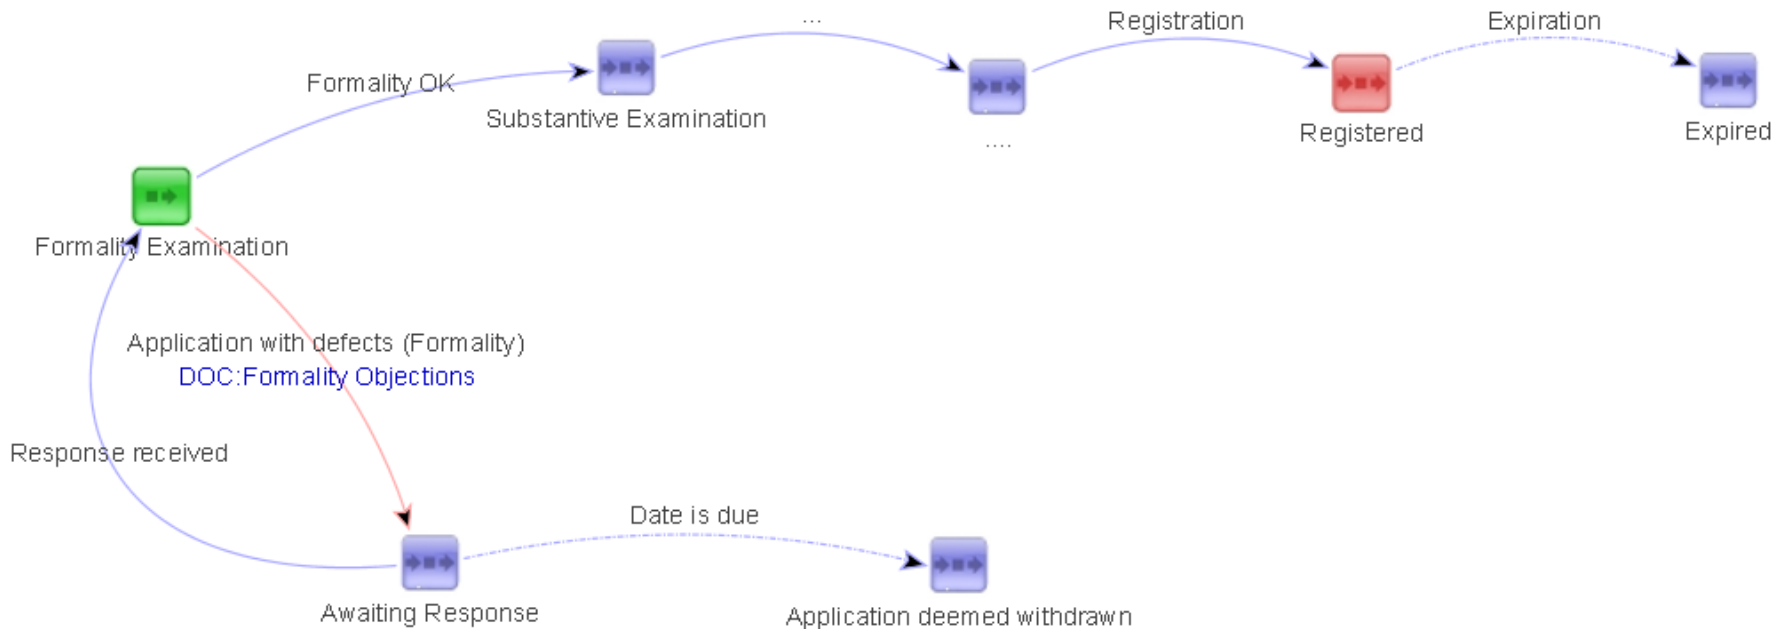 ...
Registration
Expiration
Formality OK
Substantive Examination
....
Registered
Expired
Formality Examination
Application with defects (Formality)
DOC:Formality Objections
Response received
Date is due
Awaiting Response
Application deemed withdrawn